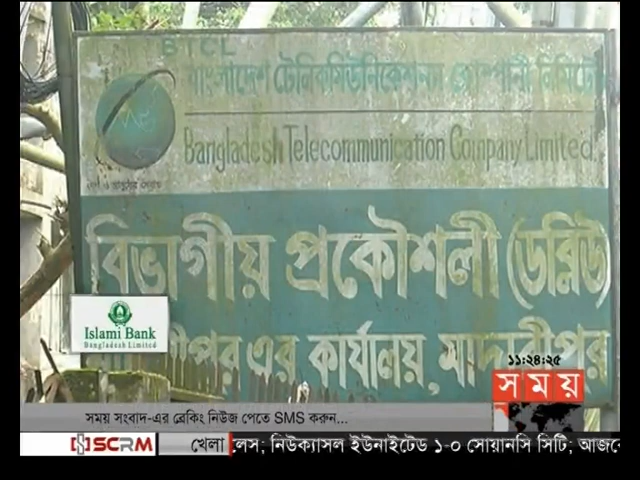 BTCL
বাংলাদেশ টেলিকমিউনিকেশনস কোম্পানী লিমিটেড
Bangladesh Telecommunication Company Limited.
বিভাগীয় প্রকৌশলী (ডব্লিউ)
এর কার্যালয়, মাদারীপুর
Islami Bank
Bangladesh Limited
১১:২৪:২৫
সময়
সময় সংবাদ-এর ব্রেকিং নিউজ পেতে SMS করুন...
SCRM খেলা লেস; নিউক্যাসল ইউনাইটেড ১-০ সোয়ানসি সিটি; আজকে